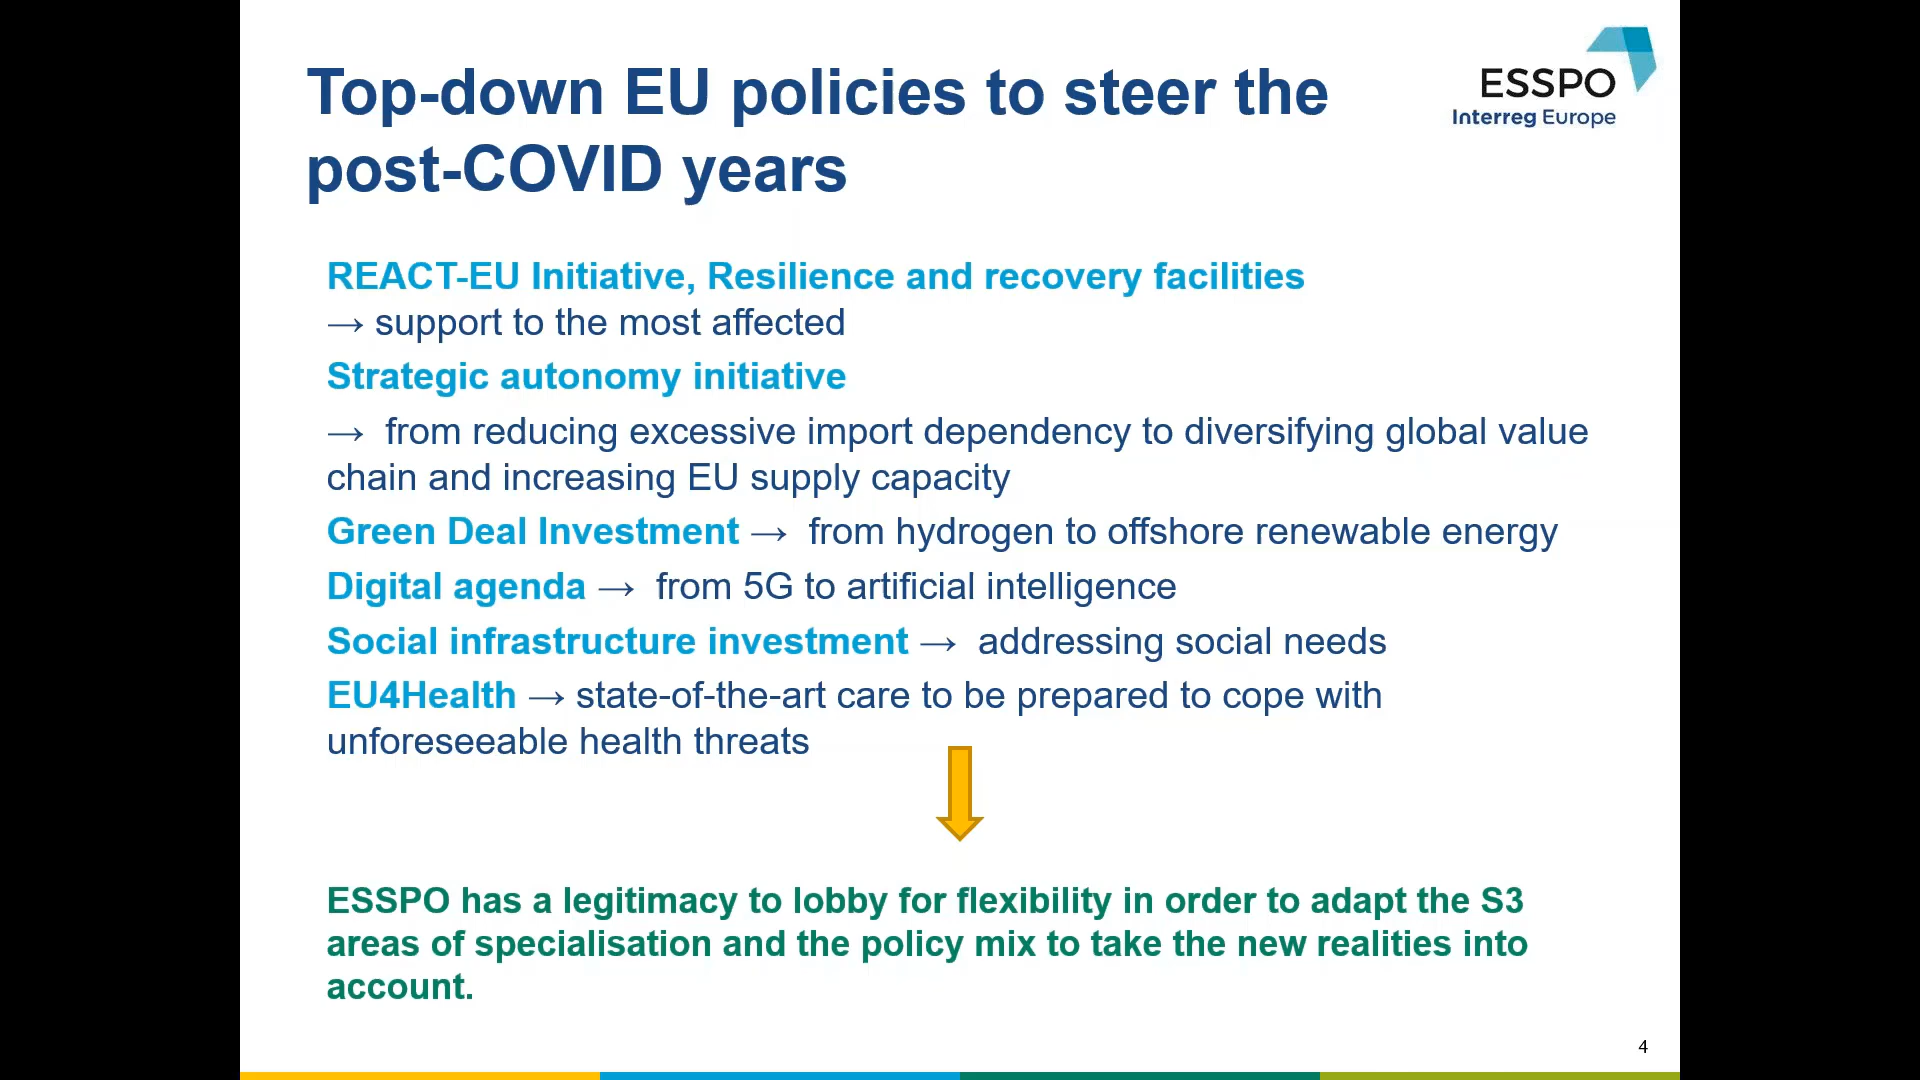 Top-down EU policies to steer the
post-COVID years
ESSPO
Interreg Europe
REACT-EU Initiative, Resilience and recovery facilities
→ support to the most affected
Strategic autonomy initiative
→ from reducing excessive import dependency to diversifying global value
chain and increasing EU supply capacity
Green Deal Investment → from hydrogen to offshore renewable energy
Digital agenda → from 5G to artificial intelligence
Social infrastructure investment → addressing social needs
EU4Health → state-of-the-art care to be prepared to cope with
unforeseeable health threats
ESSPO has a legitimacy to lobby for flexibility in order to adapt the S3
areas of specialisation and the policy mix to take the new realities into
account.
4